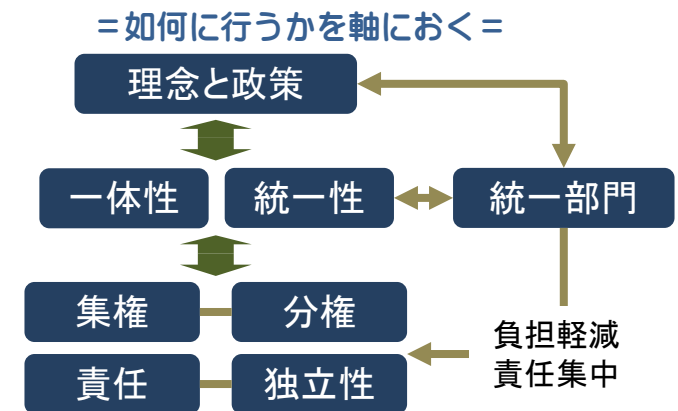 =如何に行うかを軸におく=
理念と政策
一体性
統一性
統一部門
集権
分権
責任
独立性
負担軽減
責任集中